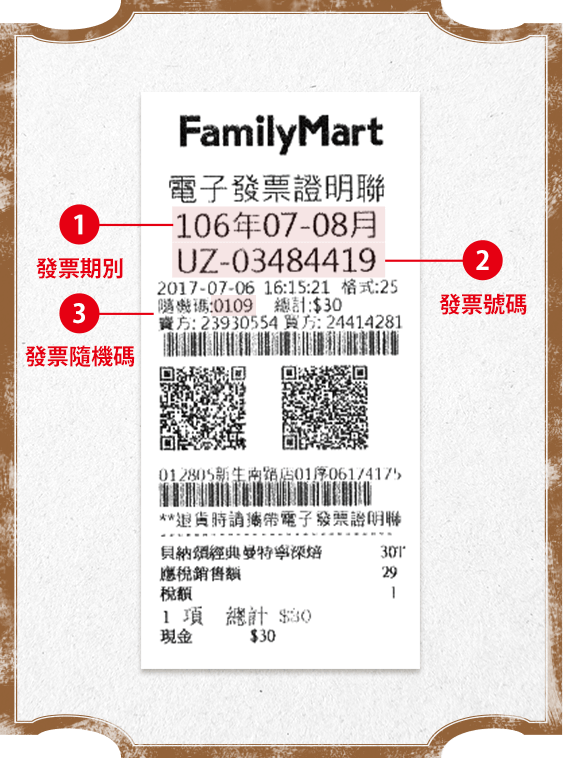 FamilyMart
電子發票證明聯
1
106年07-08月
發票期別
UZ-03484419
2
發票號碼
2017-07-06 16:15:21 格式:25
3
隨機碼:0109 總計:$30
發票隨機碼
賣方: 23930554 買方: 24414281
012805新生南路店01序06174175
**退貨時請攜帶電子發票證明聯
貝納頌經典曼特寧深焙 30T
應稅銷售額 29
稅額 1
1 項 總計 $30
現金 $30